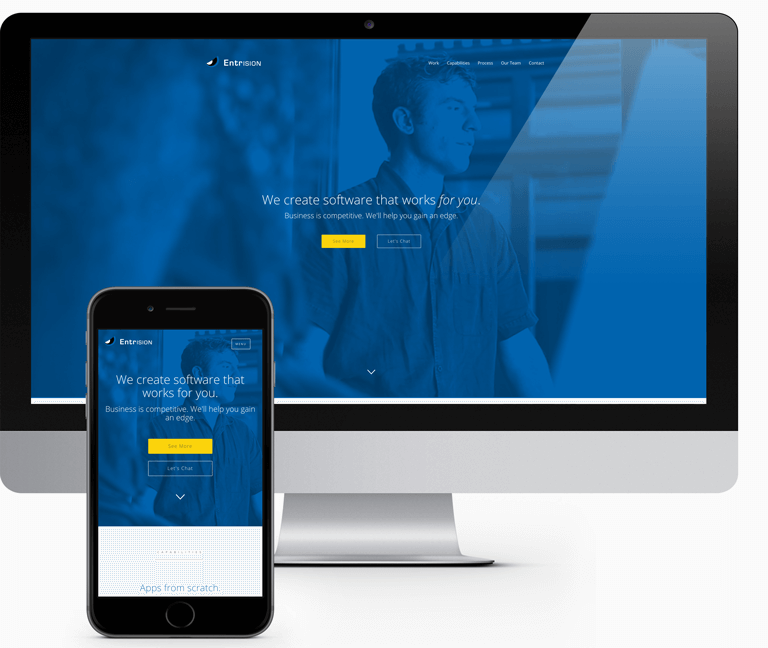 EntrISION
Work Capabilities Process Our Team Contact
We create software that works for you.
Business is competitive. We'll help you gain an edge.
See More Let's Chat
EntrISION
MENU
We create software that
works for you.
Business is competitive. We'll help you gain
an edge.
See More
Let's Chat
CAPABILITIES
Apps from scratch.